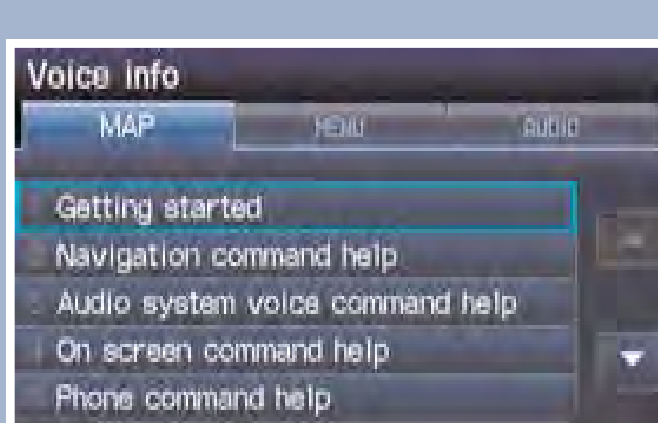 Voice info
MAP MENU AUDIO
Getting started
Navigation command help
Audio system voice command help
On screen command help
Phone command help